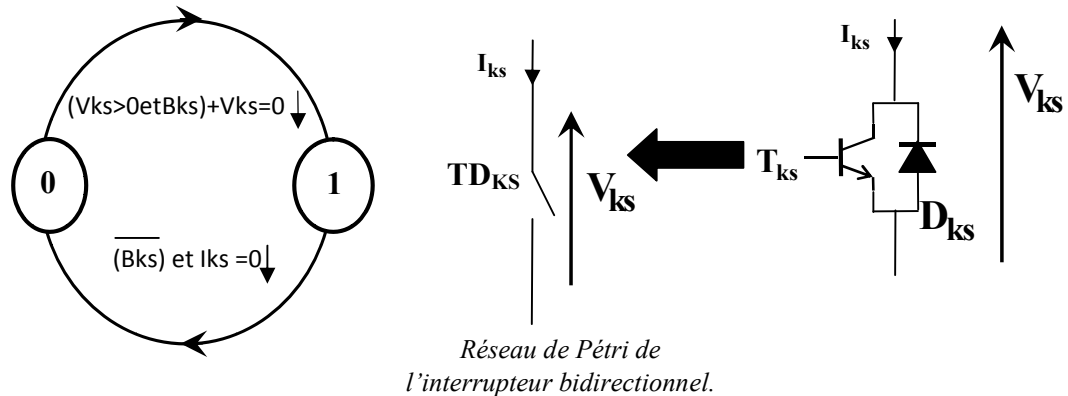 (Vks>0etBks)+Vks=0
0
1
(Bks) et Iks =0
Iks
TDKS
Vks
Iks
Tks
Dks
Vks
Réseau de Pétri de
l'interrupteur bidirectionnel.